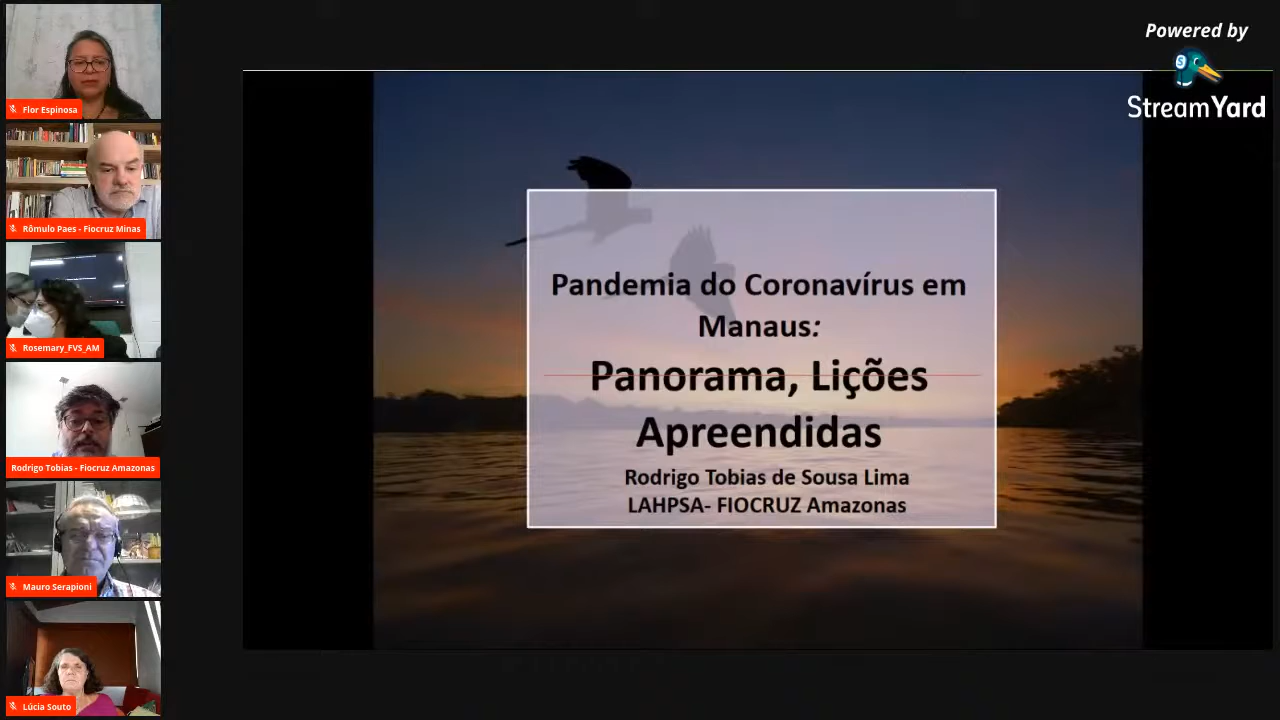 Flor Espinosa
Rômulo Paes - Fiocruz Minas
Rosemary_FVS_AM
Rodrigo Tobias - Fiocruz Amazonas
Mauro Serapioni
Lúcia Souto
Pandemia do Coronavírus em
Manaus:
Panorama, Lições
Apreendidas
Rodrigo Tobias de Sousa Lima
LAHPSA- FIOCRUZ Amazonas
Powered by
S
StreamYard